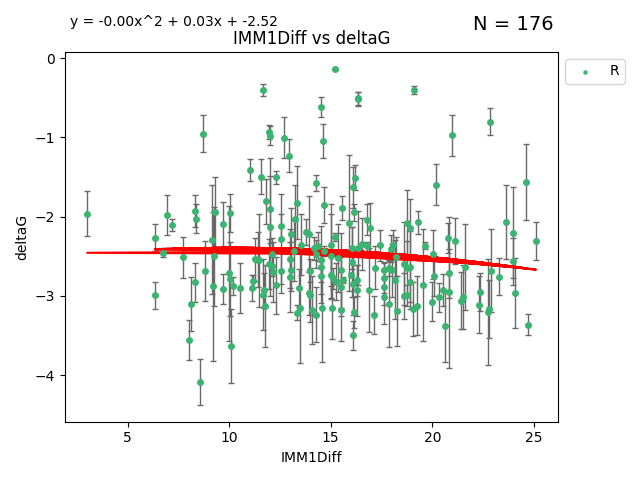 y = -0.00x^2 + 0.03x + -2.52
N = 176
IMM1Diff vs deltaG
R
deltaG
0
−1
−2
−3
−4
5 10 15 20 25
IMM1Diff